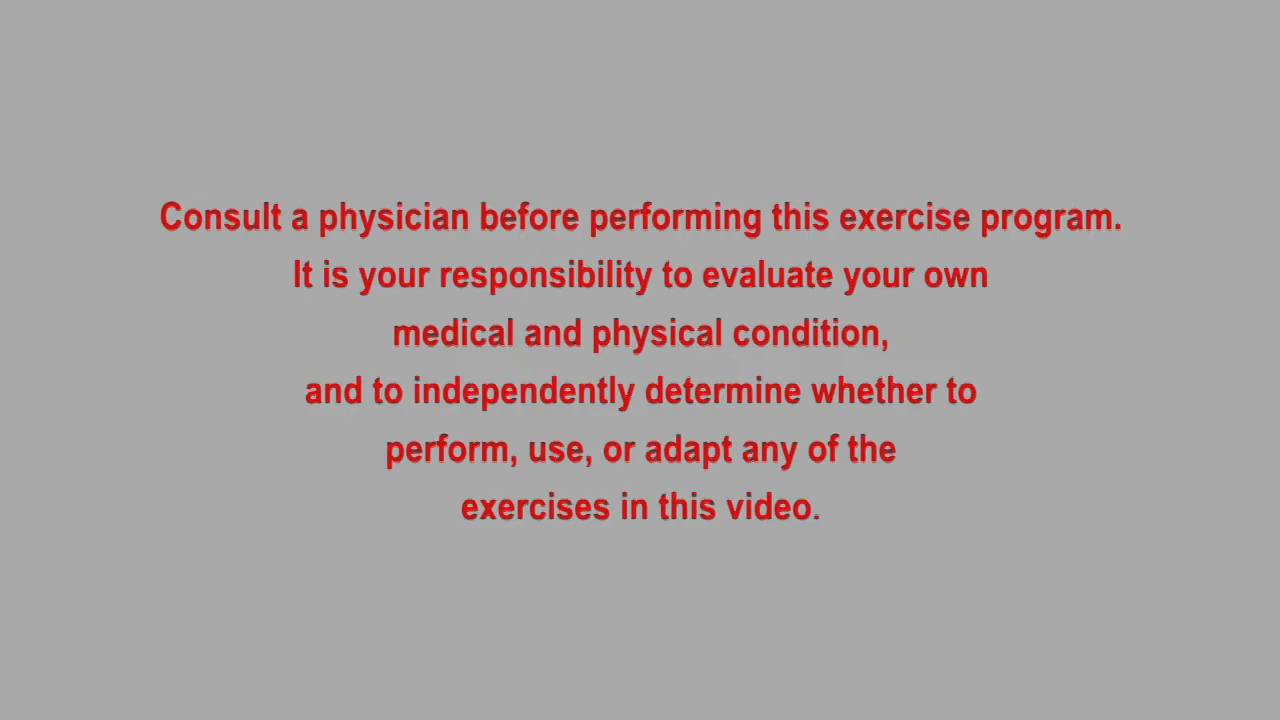 Consult a physician before performing this exercise program.
It is your responsibility to evaluate your own
medical and physical condition,
and to independently determine whether to
perform, use, or adapt any of the
exercises in this video.